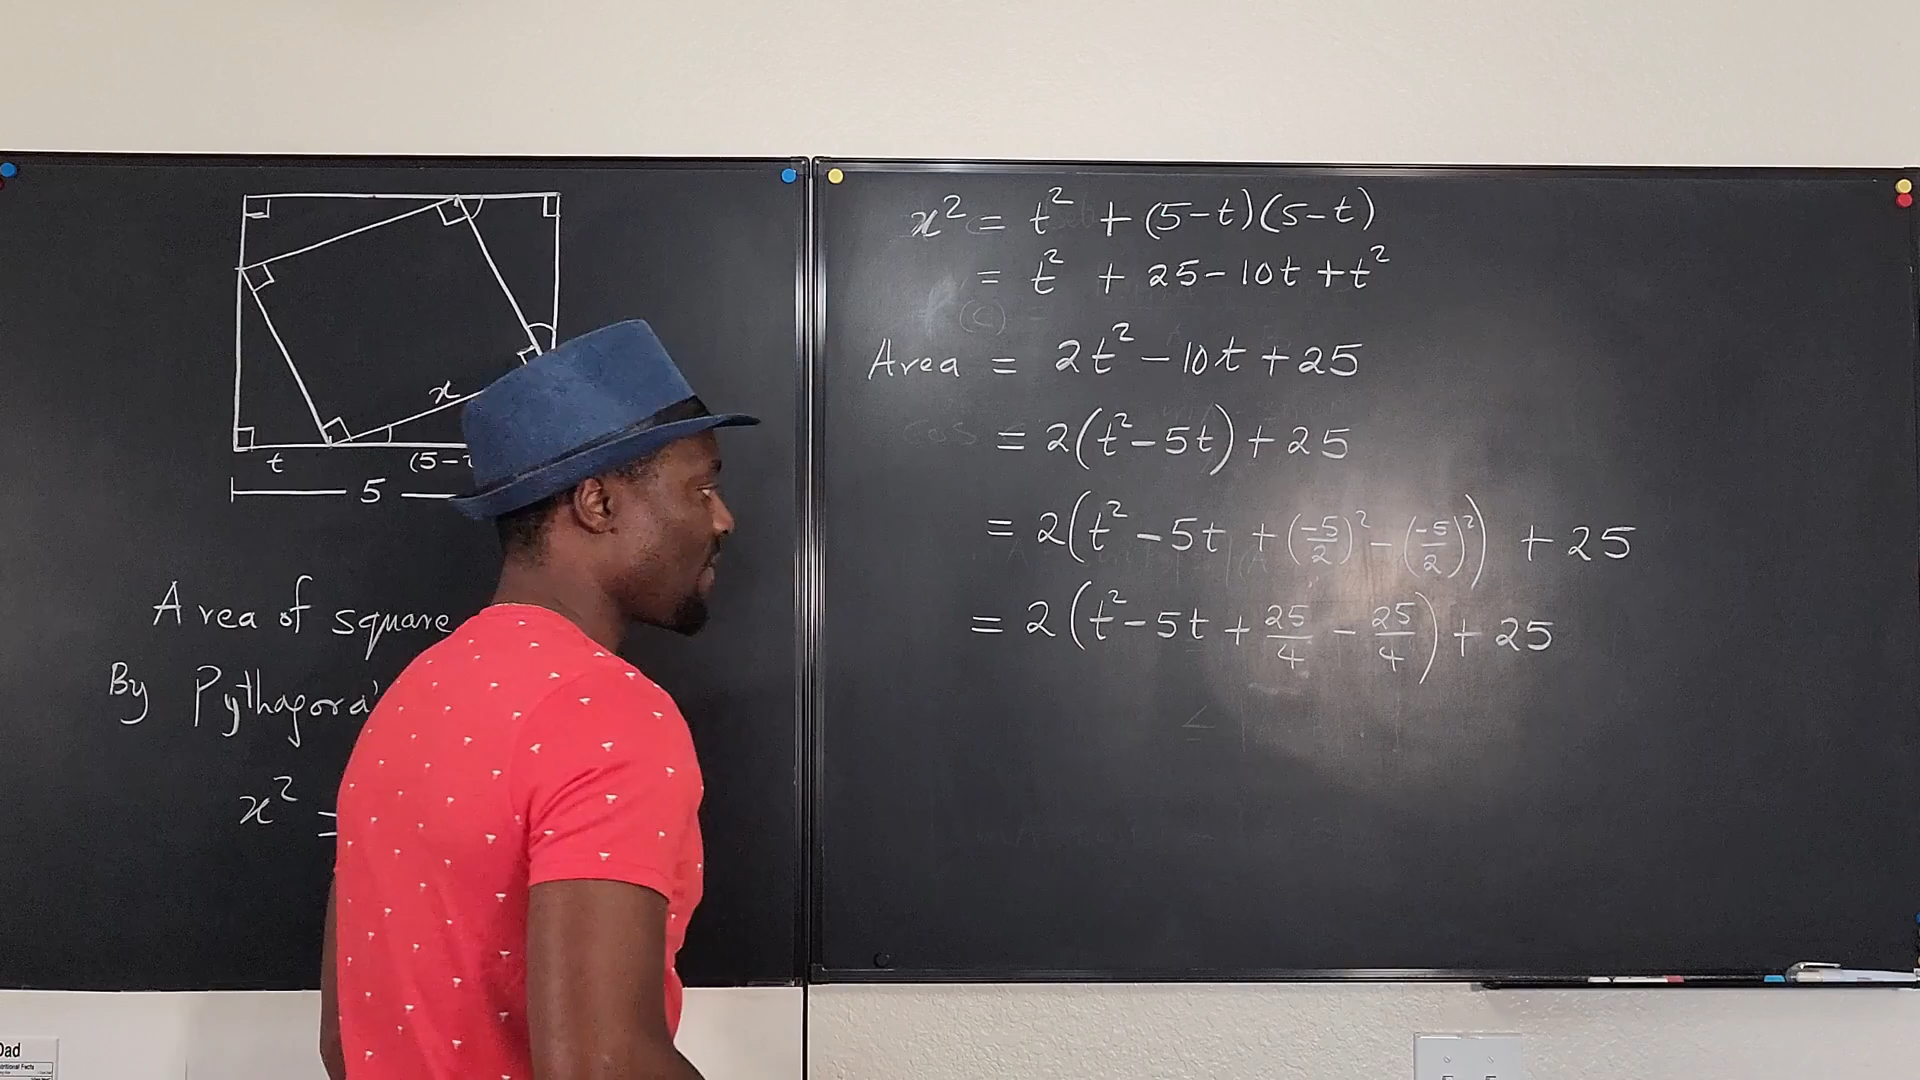 x
t (5-
5
Area of square
By Pythagora's
x² =
x² = t² + (5-t)(5-t)
= t² + 25-10t+t²
Area = 2t² - 10t + 25
= 2(t²-5t)+25
= 2(t² - 5t + (-5/2)² - (-5/2)²) + 25
= 2(t²-5t + 25/4 - 25/4) + 25
Dad